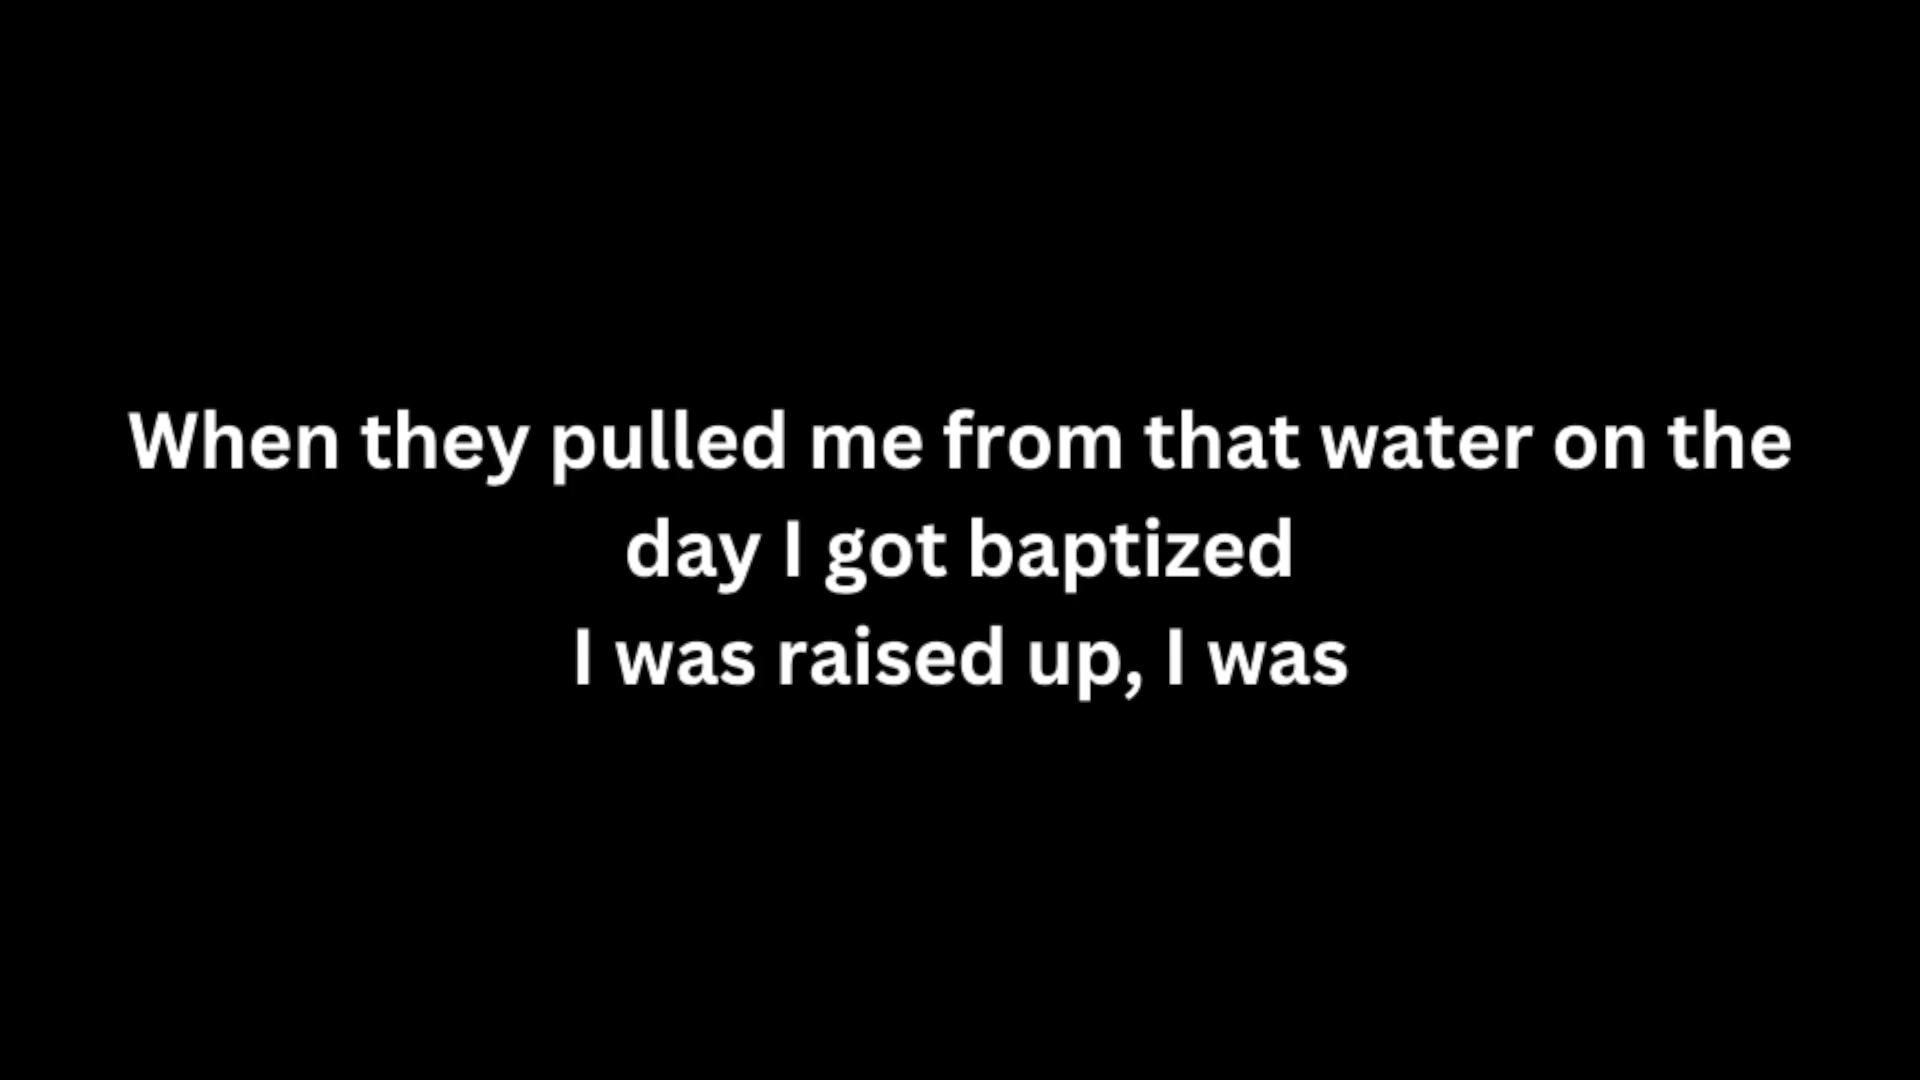 When they pulled me from that water on the
day I got baptized
I was raised up, I was